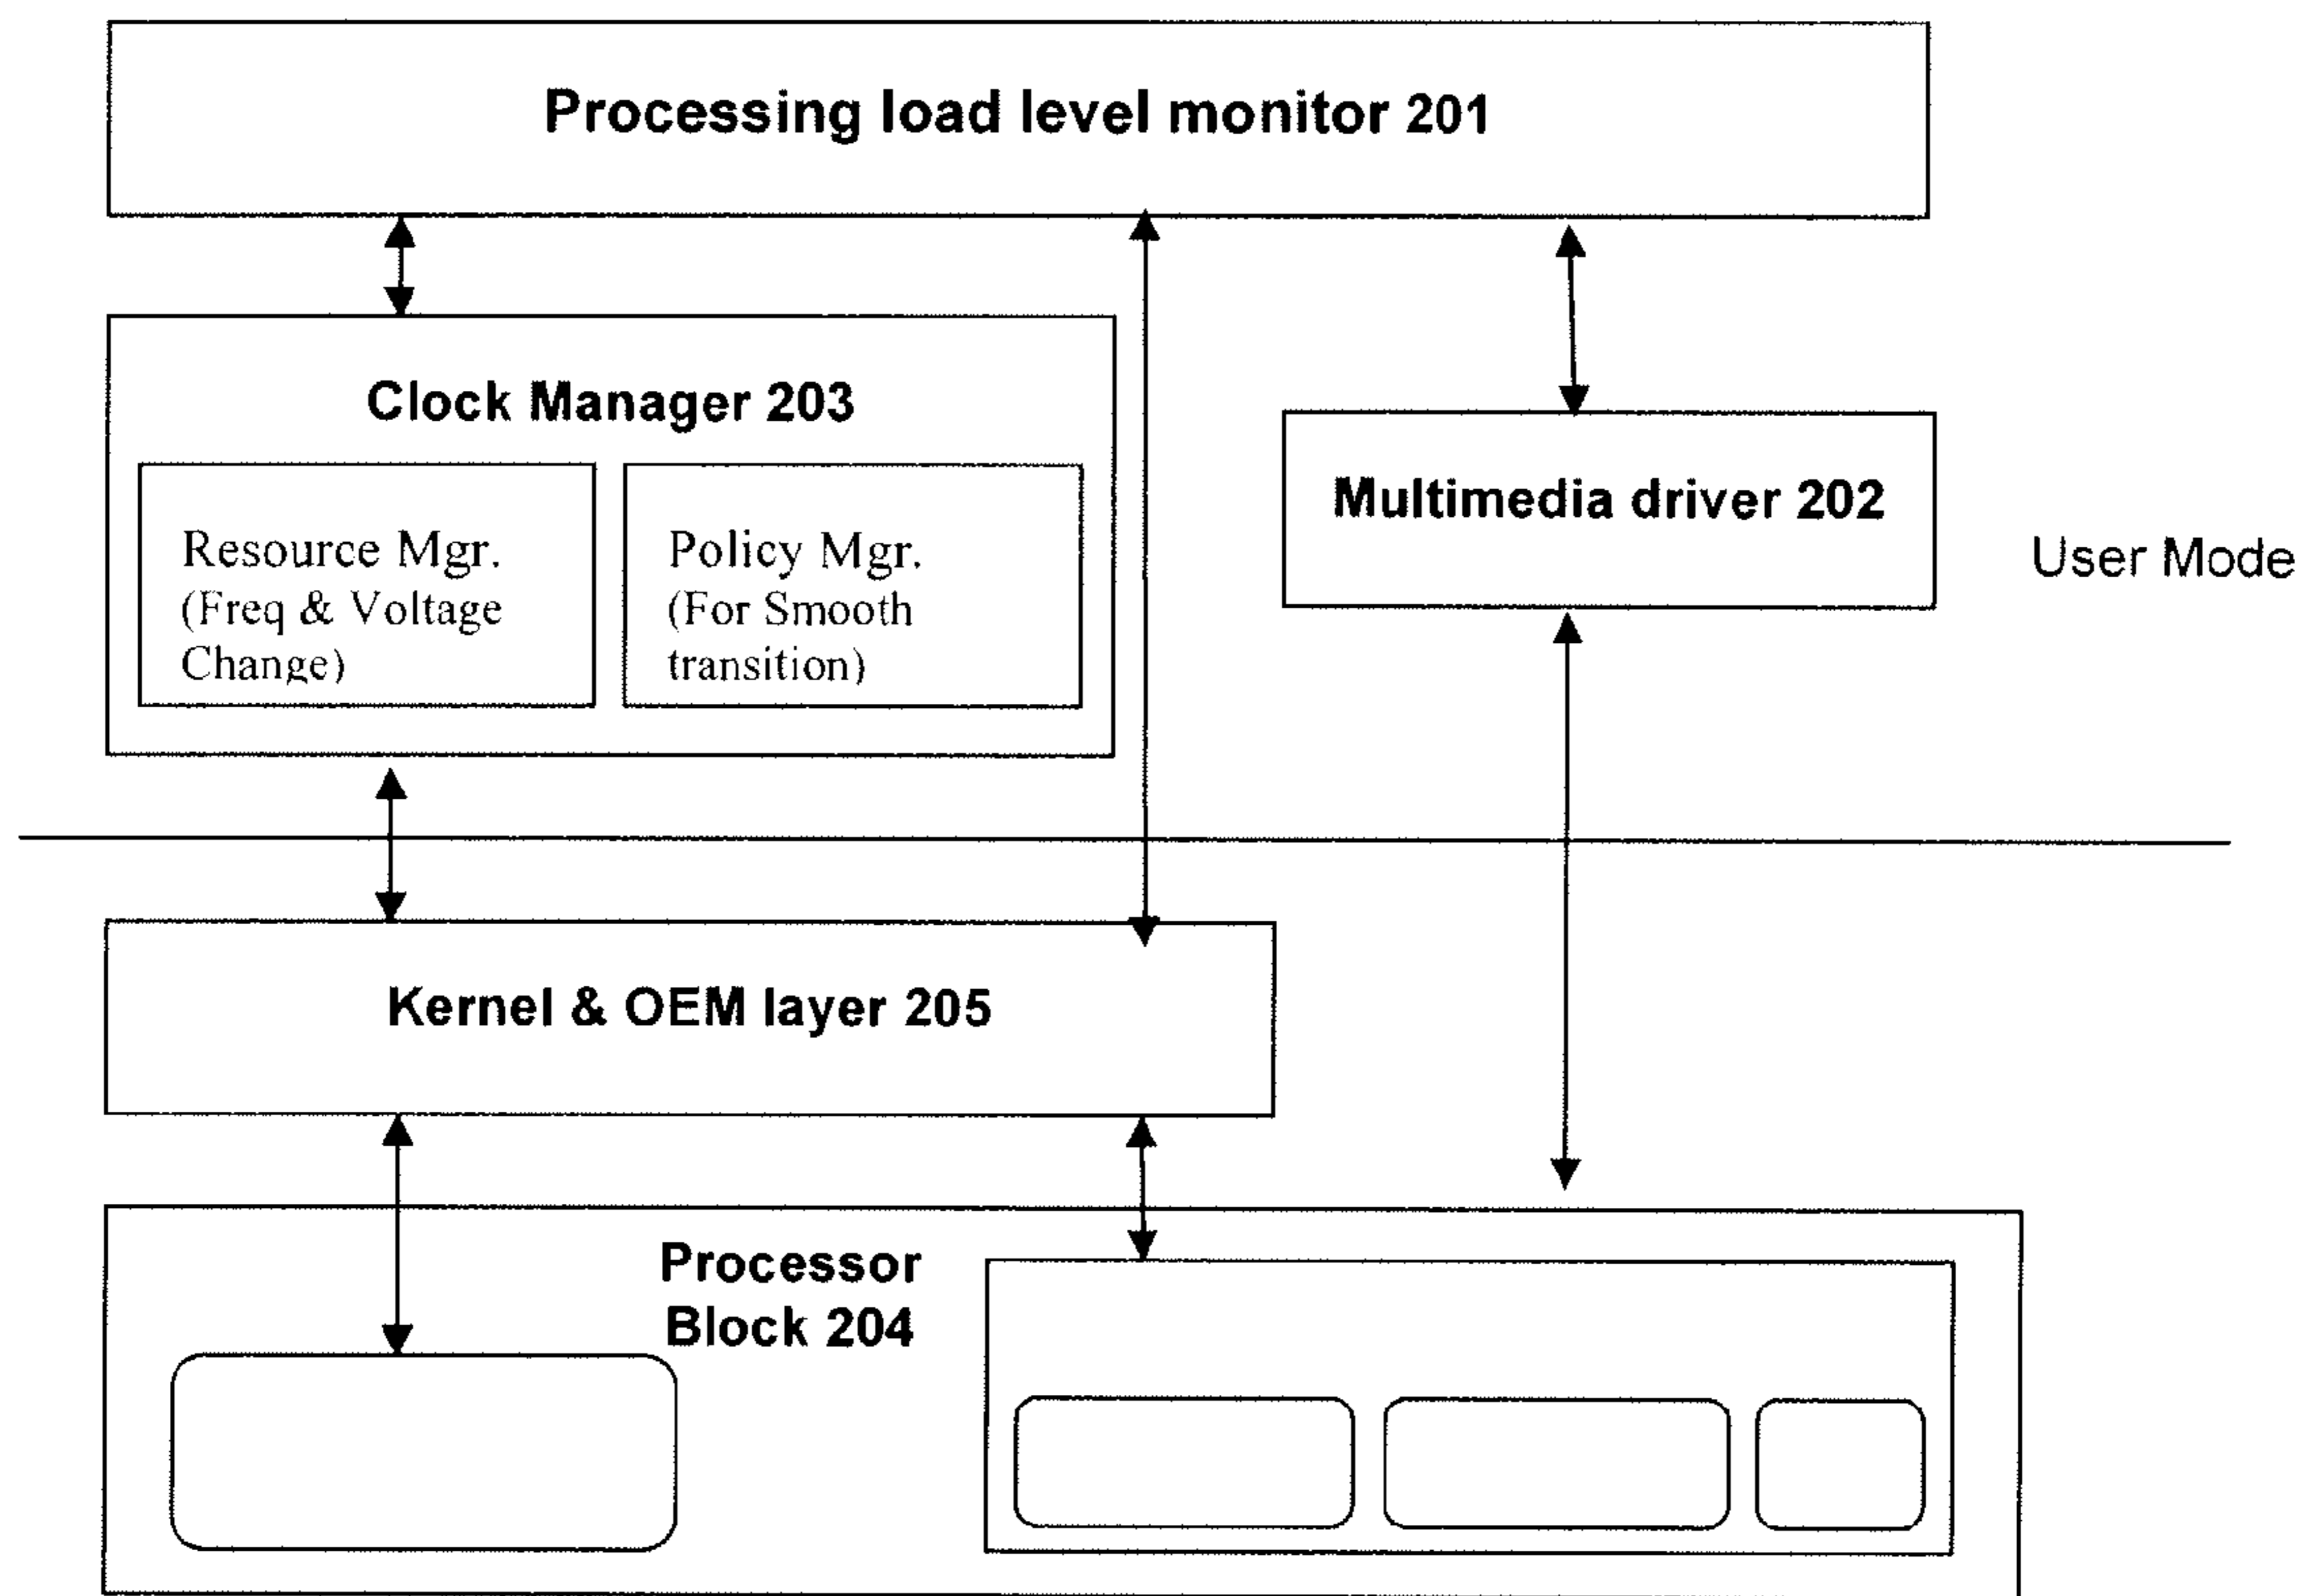 Processing load level monitor 201
Clock Manager 203
Resource Mgr.
(Freq & Voltage
Change)
Policy Mgr.
(For Smooth
transition)
Multimedia driver 202
User Mode
Kernel & OEM layer 205
Processor
Block 204